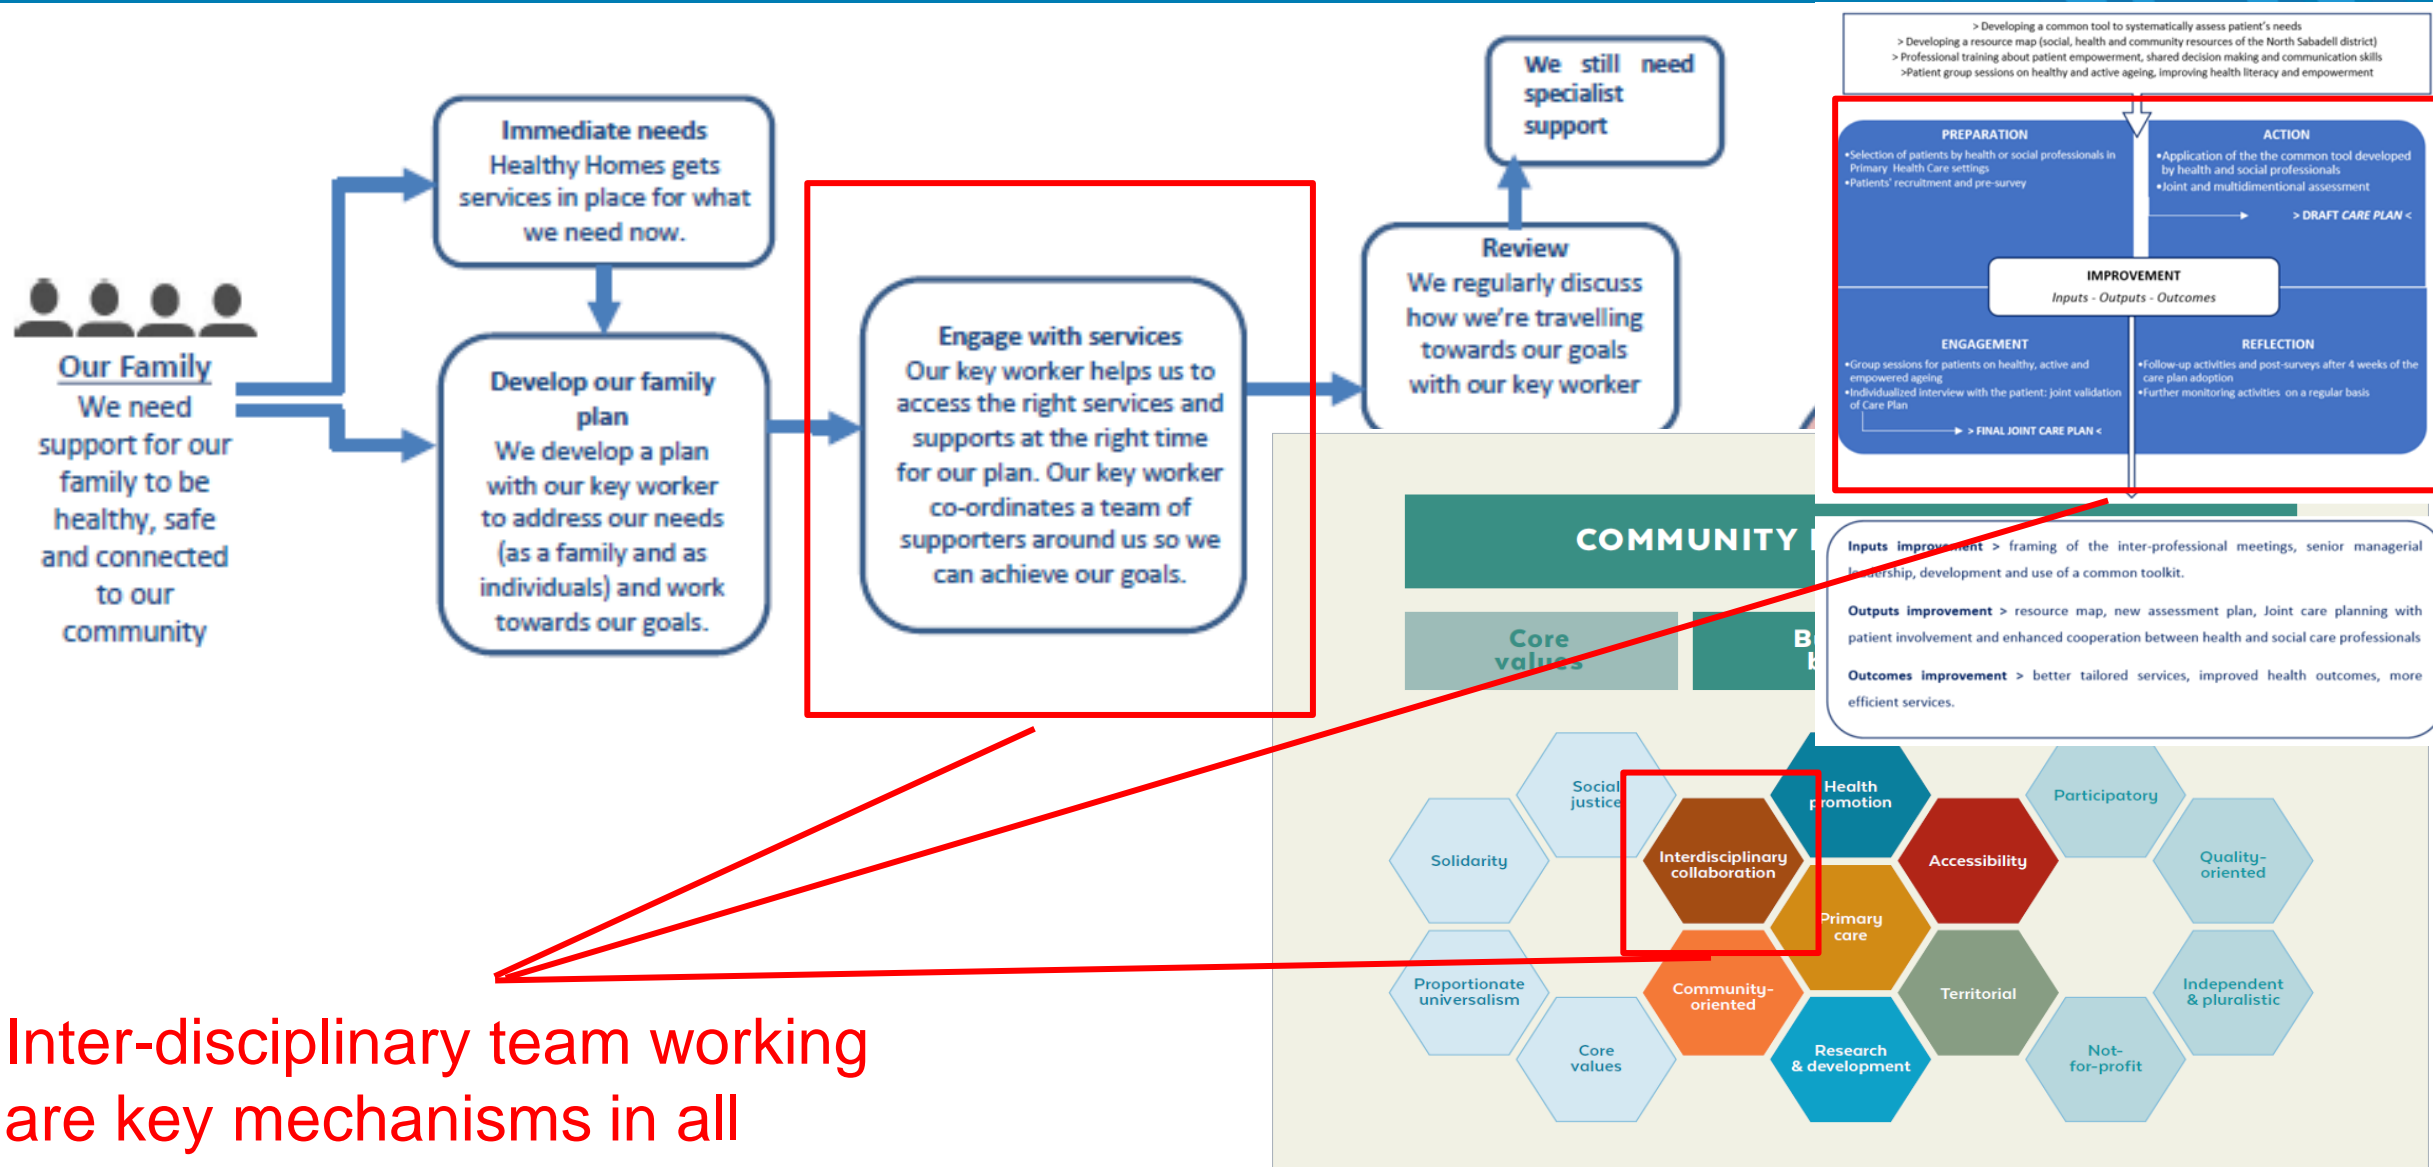 Our Family
We need
support for our
family to be
healthy, safe
and connected
to our
community
Immediate needs
Healthy Homes gets
services in place for what
we need now.
Develop our family
plan
We develop a plan
with our key worker
to address our needs
(as a family and as
individuals) and work
towards our goals.
Engage with services
Our key worker helps us to
access the right services and
supports at the right time
for our plan. Our key worker
co-ordinates a team of
supporters around us so we
can achieve our goals.
We still need
specialist
support
Review
We regularly discuss
how we're travelling
towards our goals
with our key worker
> Developing a common tool to systematically assess patient's needs
> Developing a resource map (social, health and community resources of the North Sabadell district)
> Professional training about patient empowerment, shared decision making and communication skills
>Patient group sessions on healthy and active ageing, improving health literacy and empowerment
PREPARATION
•Selection of patients by health or social professionals in
Primary Health Care settings
•Patients' recruitment and pre-survey
ACTION
•Application of the the common tool developed
by health and social professionals
•Joint and multidimentional assessment
> DRAFT CARE PLAN <
IMPROVEMENT
Inputs - Outputs - Outcomes
ENGAGEMENT
•Group sessions for patients on healthy, active and
empowered ageing
•Individualized interview with the patient: joint validation
of Care Plan
> FINAL JOINT CARE PLAN <
REFLECTION
•Follow-up activities and post-surveys after 4 weeks of the
care plan adoption
•Further monitoring activities on a regular basis
Inputs improvement > framing of the inter-professional meetings, senior managerial
leadership, development and use of a common toolkit.
Outputs improvement > resource map, new assessment plan, Joint care planning with
patient involvement and enhanced cooperation between health and social care professionals
Outcomes improvement > better tailored services, improved health outcomes, more
efficient services.
COMMUNITY
Core
values
Social
justice
Health
promotion
Participatory
Solidarity
Interdisciplinary
collaboration
Accessibility
Quality-
oriented
Primary
care
Proportionate
universalism
Community-
oriented
Territorial
Independent
& pluralistic
Core
values
Research
& development
Not-
for-profit
Inter-disciplinary team working
are key mechanisms in all